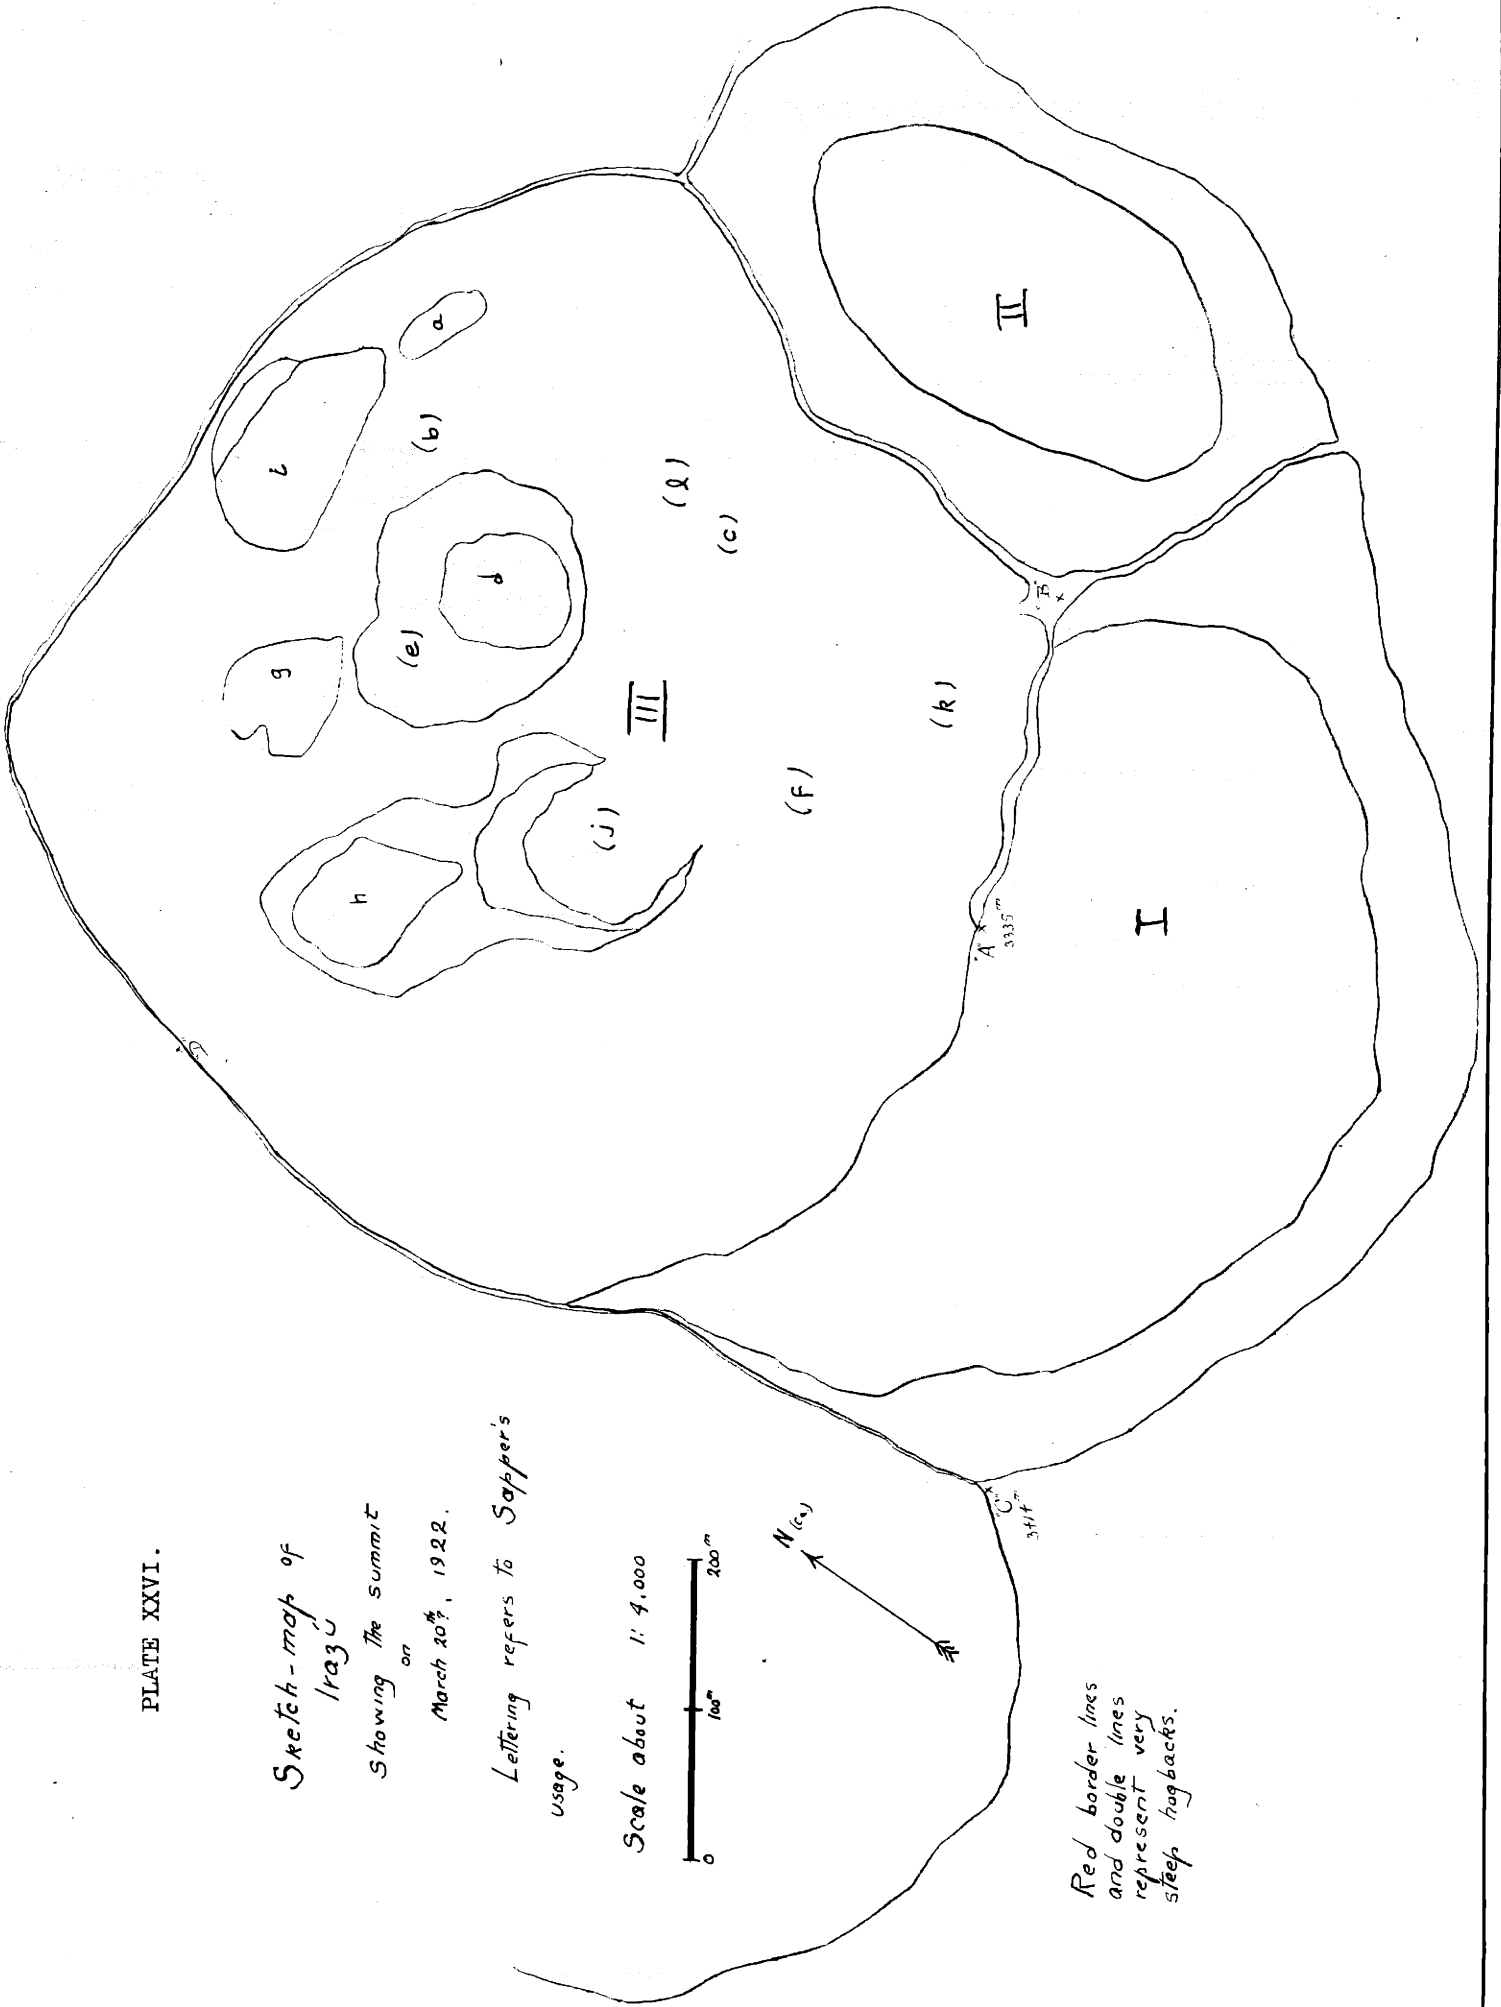 PLATE XXVI.
Sketch-map of
Irazú
Showing the summit
on
March 20th, 1922.
Lettering refers to Sapper's
usage.
Scale about 1:4.000
0 100m 200m
N (ca)
Red border lines
and double lines
represent very
steep hogbacks.
"C"
"D"
h
g
i
a
(b)
(e)
d
(j)
III
(l)
(c)
(f)
(k)
"A"
3335m
"B"
I
II